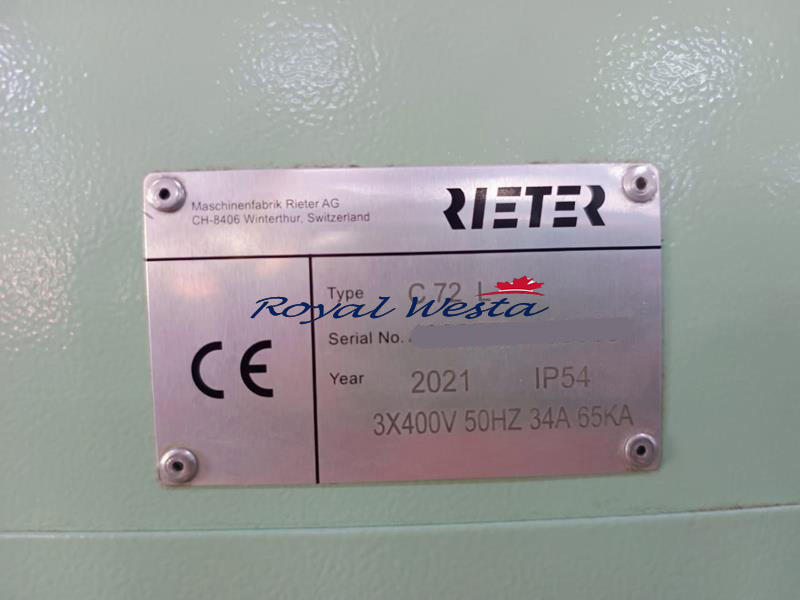 Maschinenfabrik Rieter AG
CH-8406 Winterthur, Switzerland
RIETER
Type C 72 L
Royal Westa
Serial No.
CE
Year 2021 IP54
3X400V 50HZ 34A 65KA